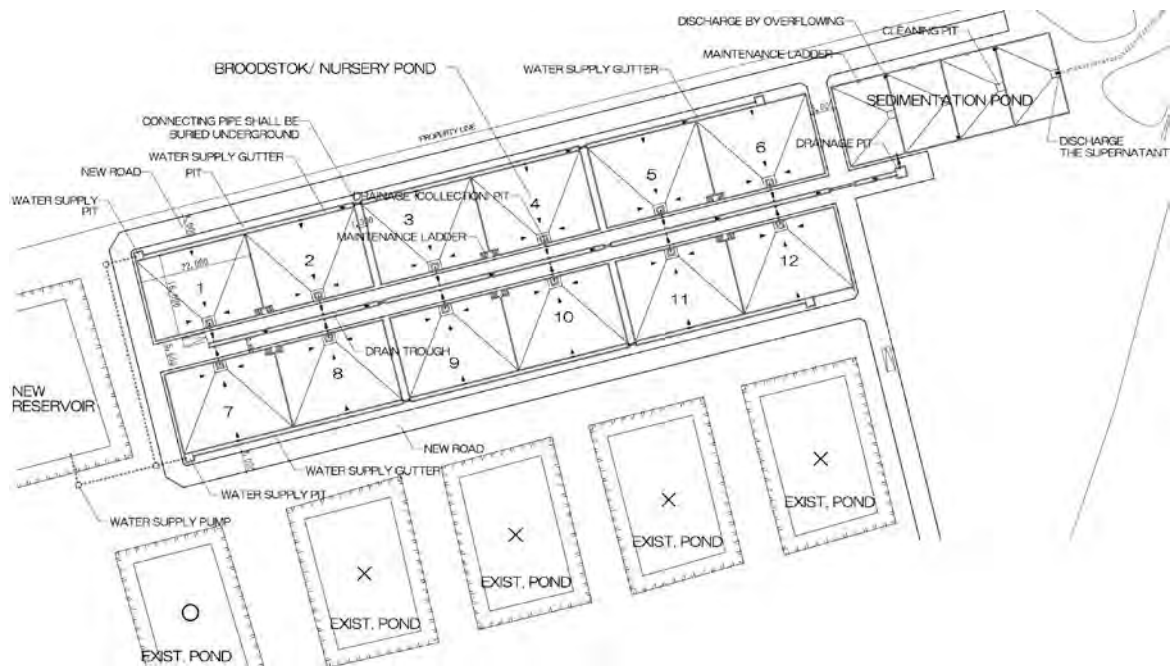 DISCHARGE BY OVERFLOWING
CLEANING PIT
MAINTENANCE LADDER
WATER SUPPLY GUTTER
BROODSTOK/ NURSERY POND
SEDIMENTATION POND
CONNECTING PIPE SHALL BE
BURIED UNDERGROUND
PROPERTY LINE
DISCHARGE
THE SUPERNATANT
DRAINAGE PIT
WATER SUPPLY GUTTER
PIT
NEW ROAD
WATER SUPPLY
PIT
DRAINAGE COLLECTION PIT
MAINTENANCE LADDER
1
2
3
4
5
6
22,000
7
8
9
10
11
12
DRAIN TROUGH
NEW
RESERVOIR
NEW ROAD
WATER SUPPLY GUTTER
WATER SUPPLY PIT
WATER SUPPLY PUMP
EXIST. POND
EXIST. POND
EXIST. POND
EXIST. POND
EXIST. POND